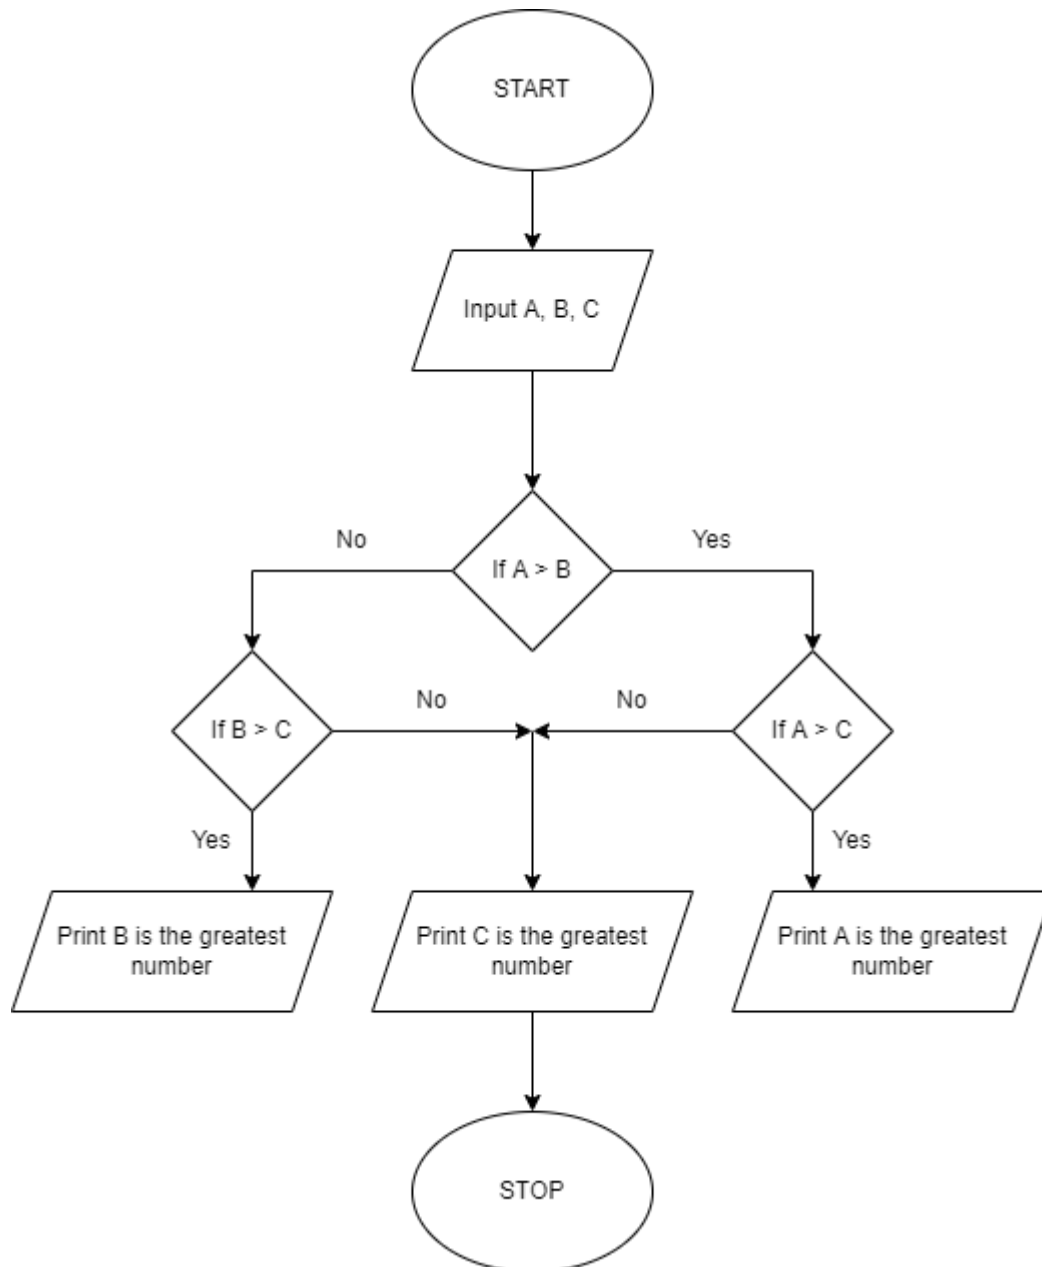 START
Input A, B, C
If A > B
No
Yes
If B > C
No
No
If A > C
Yes
Yes
Print B is the greatest
number
Print C is the greatest
number
Print A is the greatest
number
STOP